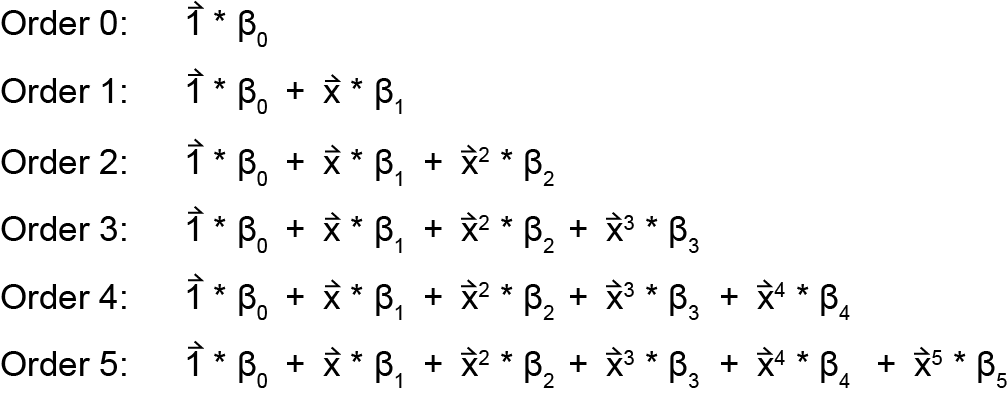 Order 0: 1⃗ * β₀
Order 1: 1⃗ * β₀ + x⃗ * β₁
Order 2: 1⃗ * β₀ + x⃗ * β₁ + x⃗² * β₂
Order 3: 1⃗ * β₀ + x⃗ * β₁ + x⃗² * β₂ + x⃗³ * β₃
Order 4: 1⃗ * β₀ + x⃗ * β₁ + x⃗² * β₂ + x⃗³ * β₃ + x⃗⁴ * β₄
Order 5: 1⃗ * β₀ + x⃗ * β₁ + x⃗² * β₂ + x⃗³ * β₃ + x⃗⁴ * β₄ + x⃗⁵ * β₅